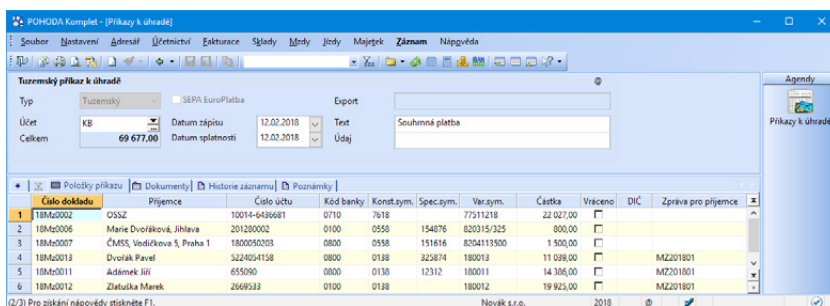 POHODA Komplet - [Příkazy k úhradě]
Soubor Nastavení Adresář Účetnictví Fakturace Sklady Mzdy Jízdy Majetek Záznam Nápověda
Tuzemský příkaz k úhradě
Agendy
Typ Tuzemský SEPA EuroPlatba Export
Příkazy k úhradě
Účet KB Datum zápisu 12.02.2018 Text Souhrnná platba
Celkem 69 677,00 Datum splatnosti 12.02.2018 Údaj
Položky příkazu Dokumenty Historie záznamu Poznámky
Číslo dokladu Příjemce Číslo účtu Kód banky Konst.sym. Spec.sym. Var.sym. Částka Vráceno DIČ Zpráva pro příjemce
1 18Mz0002 OSSZ 10014-6436681 0710 7618 77511218 22 027,00
2 18Mz0006 Marie Dvořáková, Jihlava 201280002 0100 0558 154876 820315/325 800,00
3 18Mz0007 ČMSS, Vodičkova 5, Praha 1 1800050203 0800 0558 151616 8204113500 1 500,00
4 18Mz0013 Dvořák Pavel 5224054158 0800 0138 325874 180013 11 039,00 MZ201801
5 18Mz0011 Adámek Jiří 655090 0800 0138 12312 180011 14 386,00 MZ201801
6 18Mz0012 Zlatuška Marek 2669533 0100 0138 180012 19 925,00 MZ201801
(2/3) Pro získání nápovědy stiskněte F1. Novák s.r.o. 2018 @